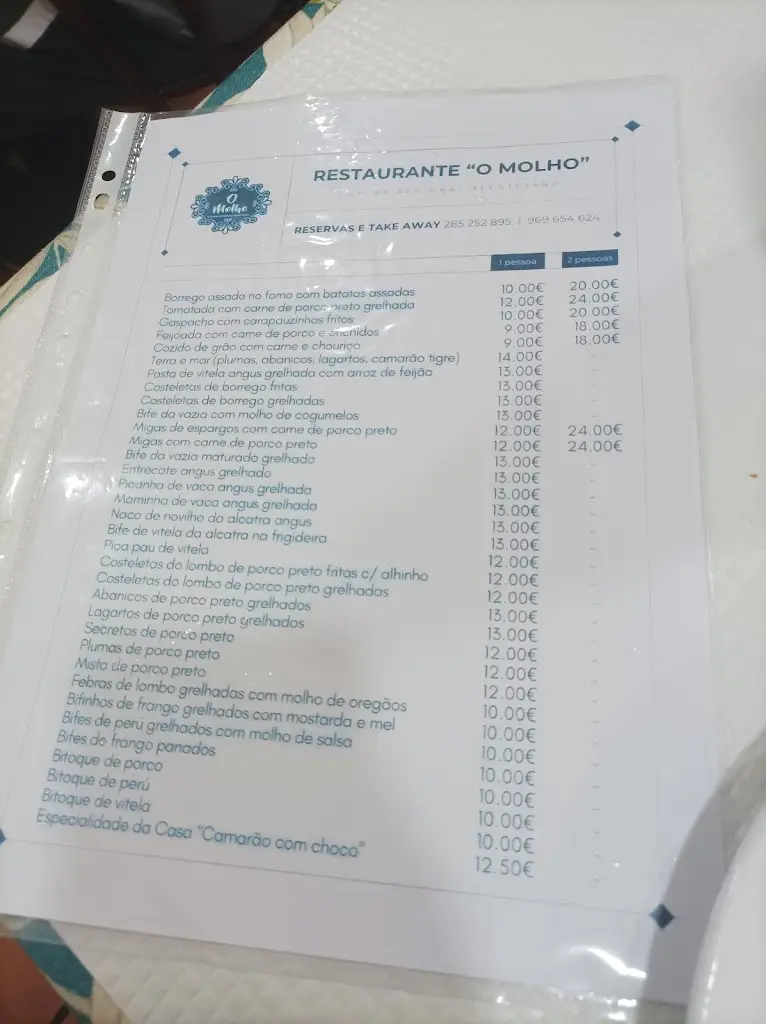 O Molho
RESTAURANTE “O MOLHO”
REGIONAL ALENTEJANA
RESERVAS E TAKE AWAY 285 252 895 | 969 654 624
1 pessoa 2 pessoas
Borrego assado no forno com batatas assadas 10.00€ 20.00€
Tomatada com carne de porco preto grelhada 12.00€ 24.00€
Gaspacho com carapauzinhos fritos 10.00€ 20.00€
Feijoada com carne de porco e enchidos 9.00€ 18.00€
Cozido de grão com carne e chouriço 9.00€ 18.00€
Terra e mar (plumas, abanicos, lagartos, camarão tigre) 14.00€ -
Posta de vitela angus grelhada com arroz de feijão 13.00€ -
Costeletas de borrego fritas 13.00€ -
Costeletas de borrego grelhadas 13.00€ -
Bife da vazia com molho de cogumelos 13.00€ -
Migas de espargos com carne de porco preto 12.00€ 24.00€
Migas com carne de porco preto 12.00€ 24.00€
Bife da vazia maturado grelhado 13.00€ -
Entrecote angus grelhado 13.00€ -
Picanha de vaca angus grelhada 13.00€ -
Maminha de vaca angus grelhada 13.00€ -
Naco de novilho da alcatra angus 13.00€ -
Bife de vitela da alcatra na frigideira 13.00€ -
Pica pau de vitela 12.00€ -
Costeletas do lombo de porco preto fritas c/ alhinho 12.00€ -
Costeletas do lombo de porco preto grelhadas 12.00€ -
Abanicos de porco preto grelhados 13.00€ -
Lagartos de porco preto grelhados 13.00€ -
Secretos de porco preto 12.00€ -
Plumas de porco preto 12.00€ -
Mista de porco preto 12.00€ -
Febras de lombo grelhadas com molho de oregãos 10.00€ -
Bifinhos de frango grelhados com mostarda e mel 10.00€ -
Bifes de perú grelhados com molho de salsa 10.00€ -
Bifes de frango panados 10.00€ -
Bitoque de porco 10.00€ -
Bitoque de perú 10.00€ -
Bitoque de vitela 10.00€ -
Especialidade da Casa “Camarão com choco” 12.50€ -